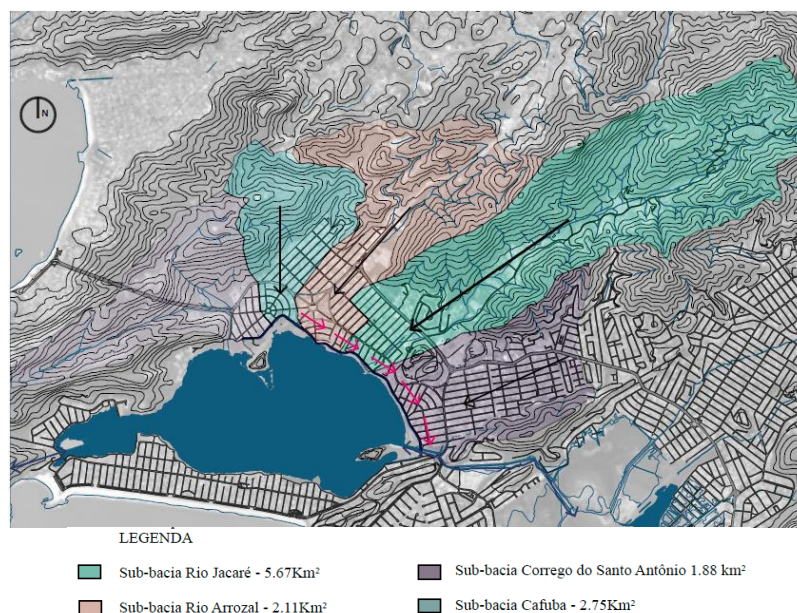 N
LEGENDA
Sub-bacia Rio Jacaré - 5.67Km²
Sub-bacia Corrego do Santo Antônio 1.88 km²
Sub-bacia Rio Arrozal - 2.11Km²
Sub-bacia Cafuba - 2.75Km²